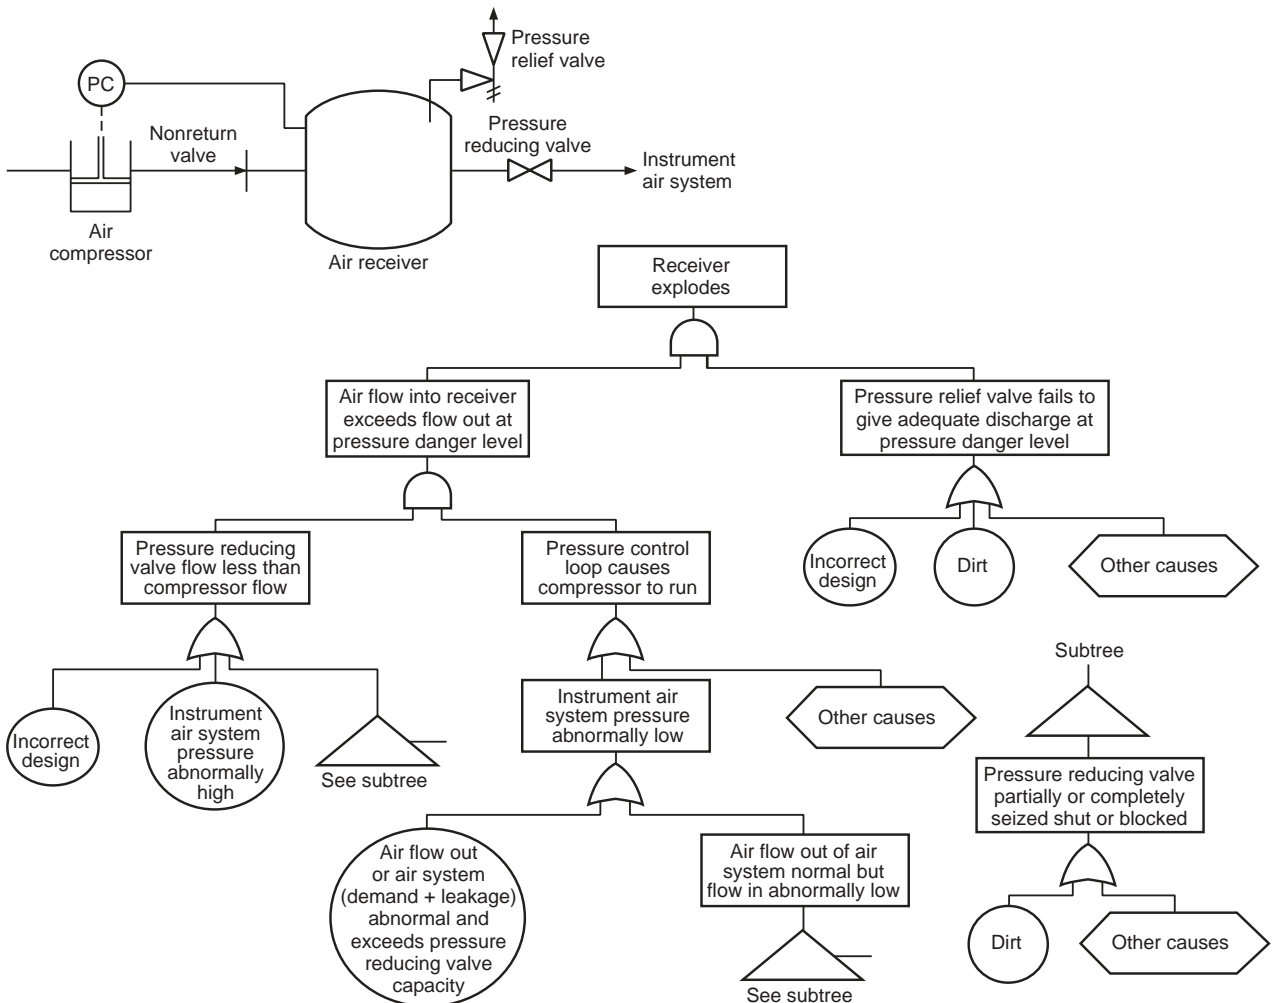 Pressure
relief valve
PC
Nonreturn
valve
Pressure
reducing valve
Instrument
air system
Air
compressor
Air receiver
Receiver
explodes
Air flow into receiver
exceeds flow out at
pressure danger level
Pressure relief valve fails to
give adequate discharge at
pressure danger level
Pressure reducing
valve flow less than
compressor flow
Pressure control
loop causes
compressor to run
Incorrect
design
Dirt
Other causes
Incorrect
design
Instrument
air system
pressure
abnormally
high
See subtree
Instrument air
system pressure
abnormally low
Other causes
Subtree
Pressure reducing valve
partially or completely
seized shut or blocked
Air flow out
or air system
(demand + leakage)
abnormal and
exceeds pressure
reducing valve
capacity
Air flow out of air
system normal but
flow in abnormally low
See subtree
Dirt
Other causes